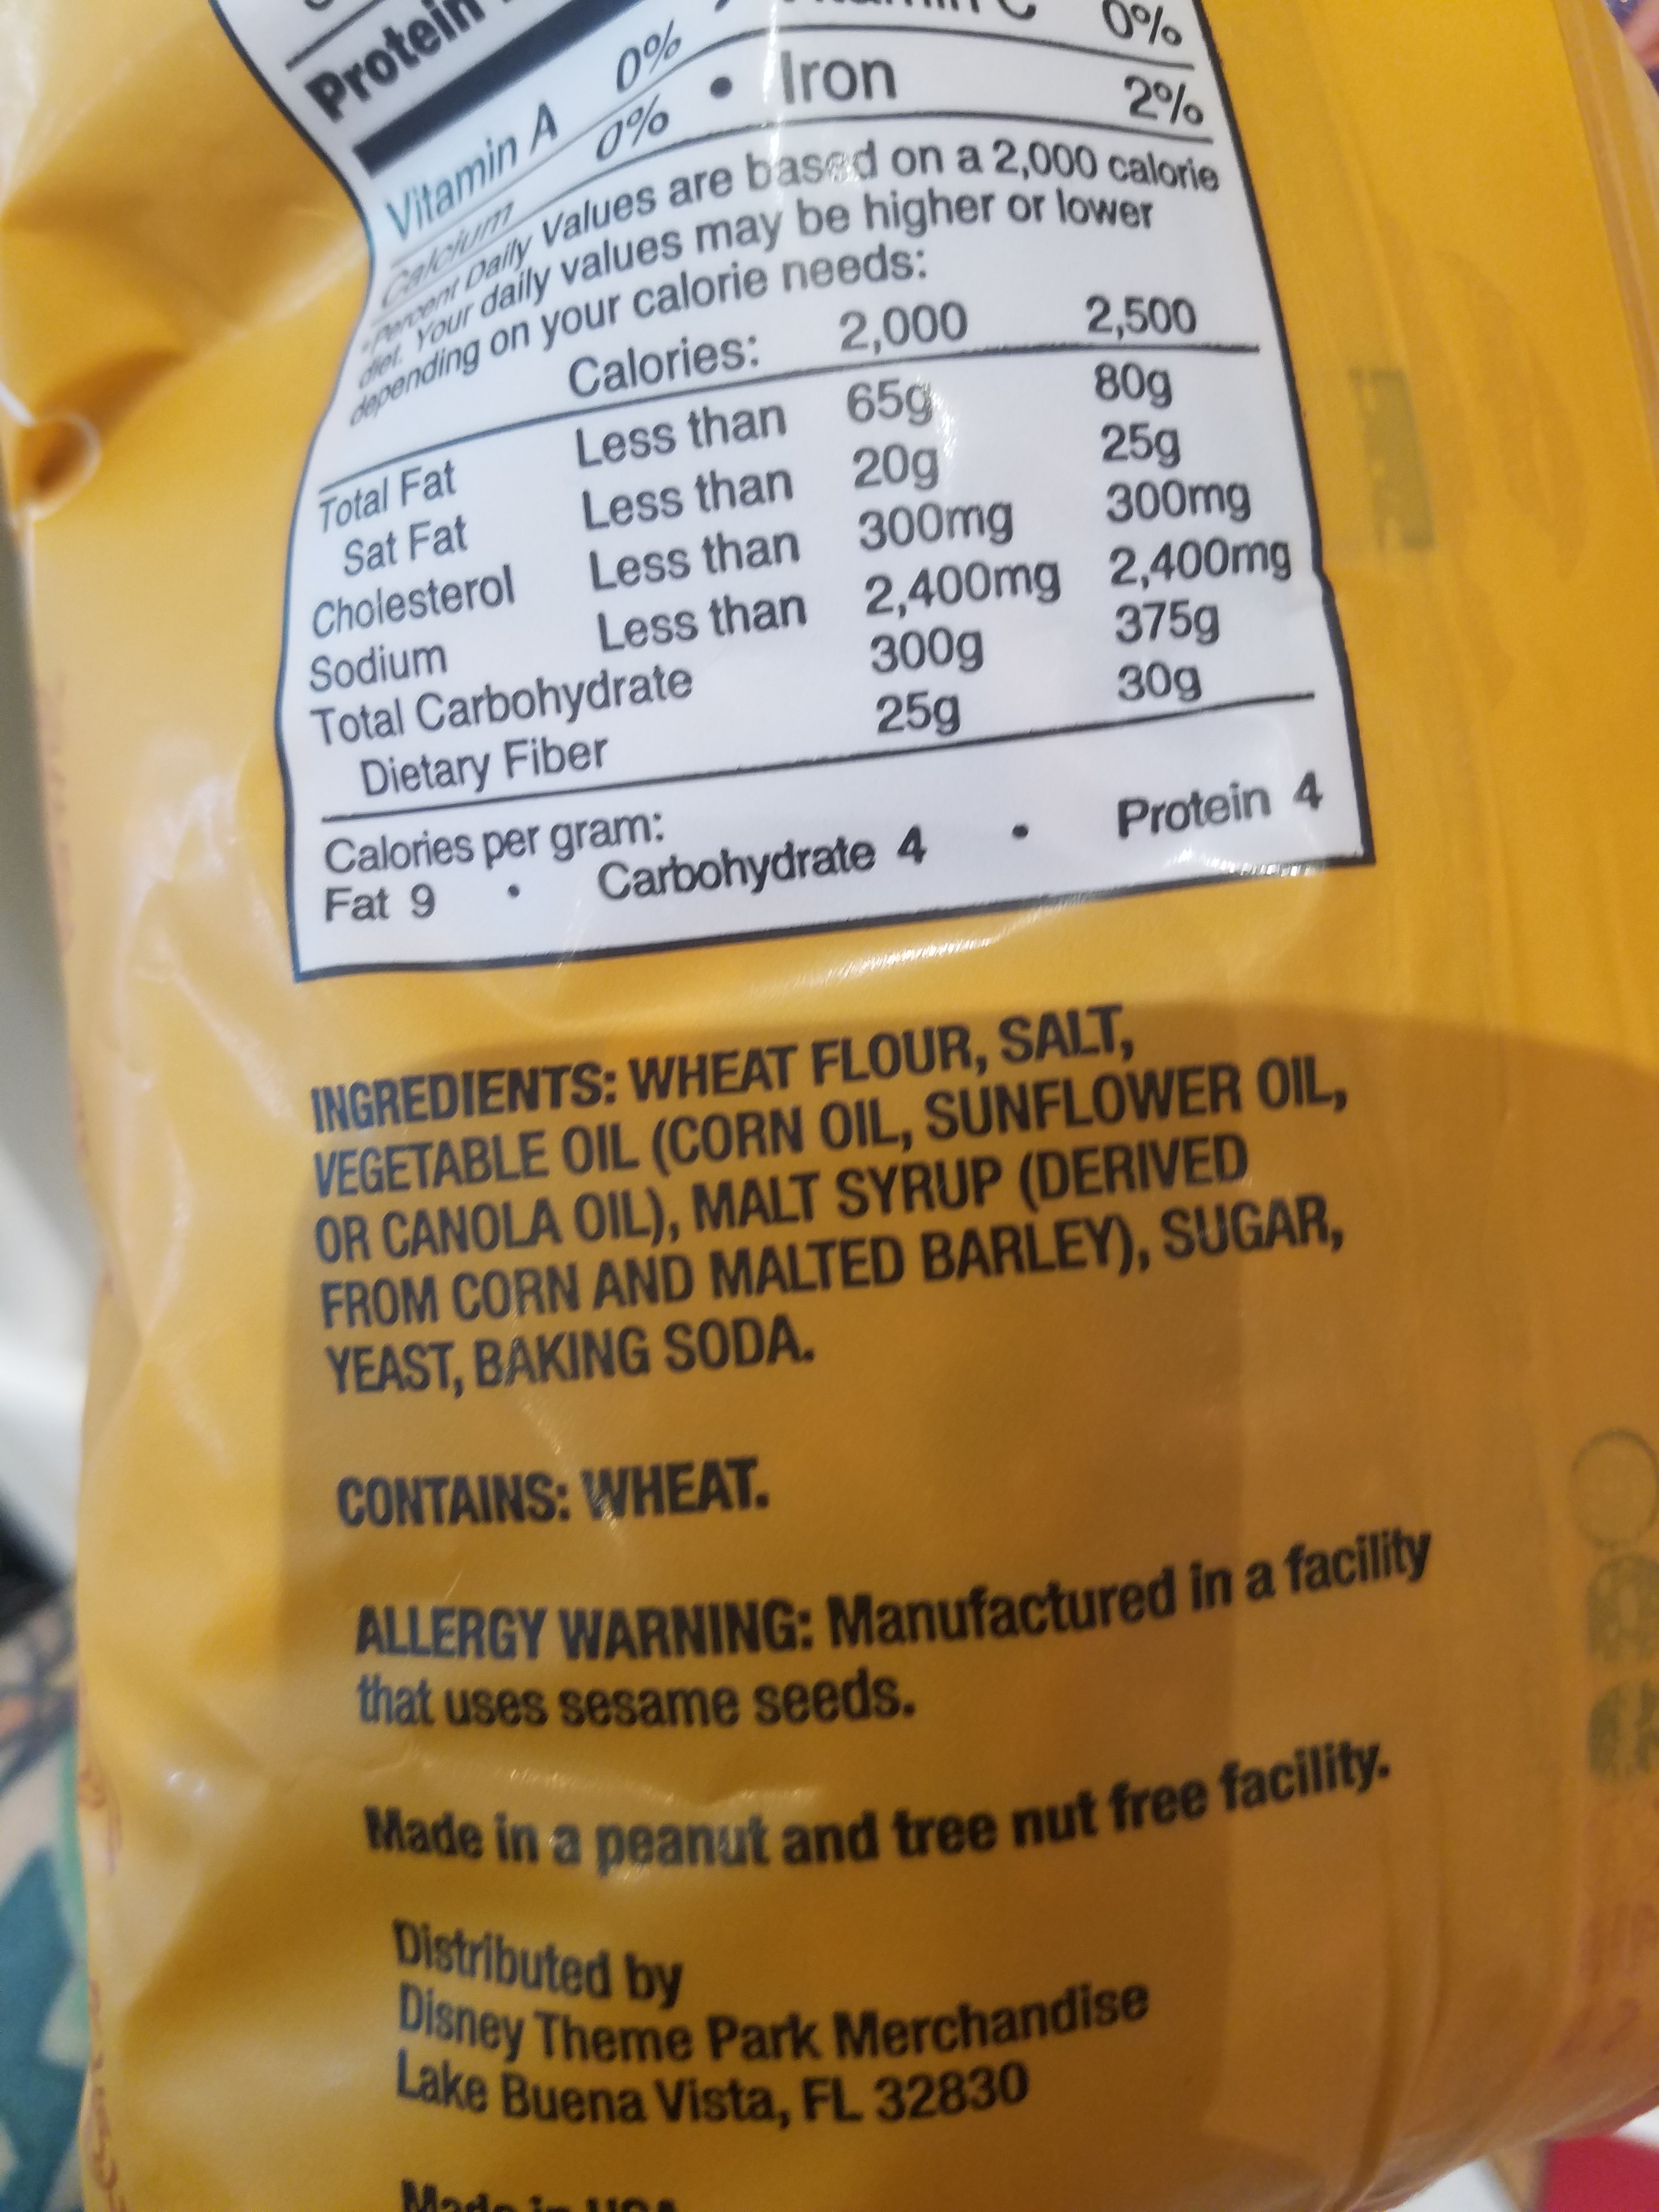 Protein
Vitamin A 0% • Vitamin C 0%
Calcium 0% • Iron 2%
*Percent Daily Values are based on a 2,000 calorie
diet. Your daily values may be higher or lower
depending on your calorie needs:
Calories: 2,000 2,500
Total Fat Less than 65g 80g
Sat Fat Less than 20g 25g
Cholesterol Less than 300mg 300mg
Sodium Less than 2,400mg 2,400mg
Total Carbohydrate 300g 375g
Dietary Fiber 25g 30g
Calories per gram:
Fat 9 • Carbohydrate 4 • Protein 4
INGREDIENTS: WHEAT FLOUR, SALT,
VEGETABLE OIL (CORN OIL, SUNFLOWER OIL,
OR CANOLA OIL), MALT SYRUP (DERIVED
FROM CORN AND MALTED BARLEY), SUGAR,
YEAST, BAKING SODA.
CONTAINS: WHEAT.
ALLERGY WARNING: Manufactured in a facility
that uses sesame seeds.
Made in a peanut and tree nut free facility.
Distributed by
Disney Theme Park Merchandise
Lake Buena Vista, FL 32830
Made in USA